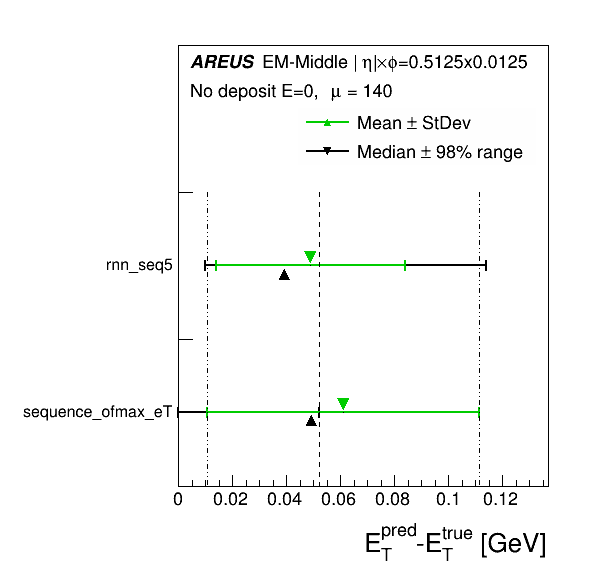 AREUS EM-Middle | η|×ϕ=0.5125x0.0125
No deposit E=0, μ = 140
Mean ± StDev
Median ± 98% range
rnn_seq5
sequence_ofmax_eT
0 0.02 0.04 0.06 0.08 0.1 0.12
E_T^pred-E_T^true [GeV]